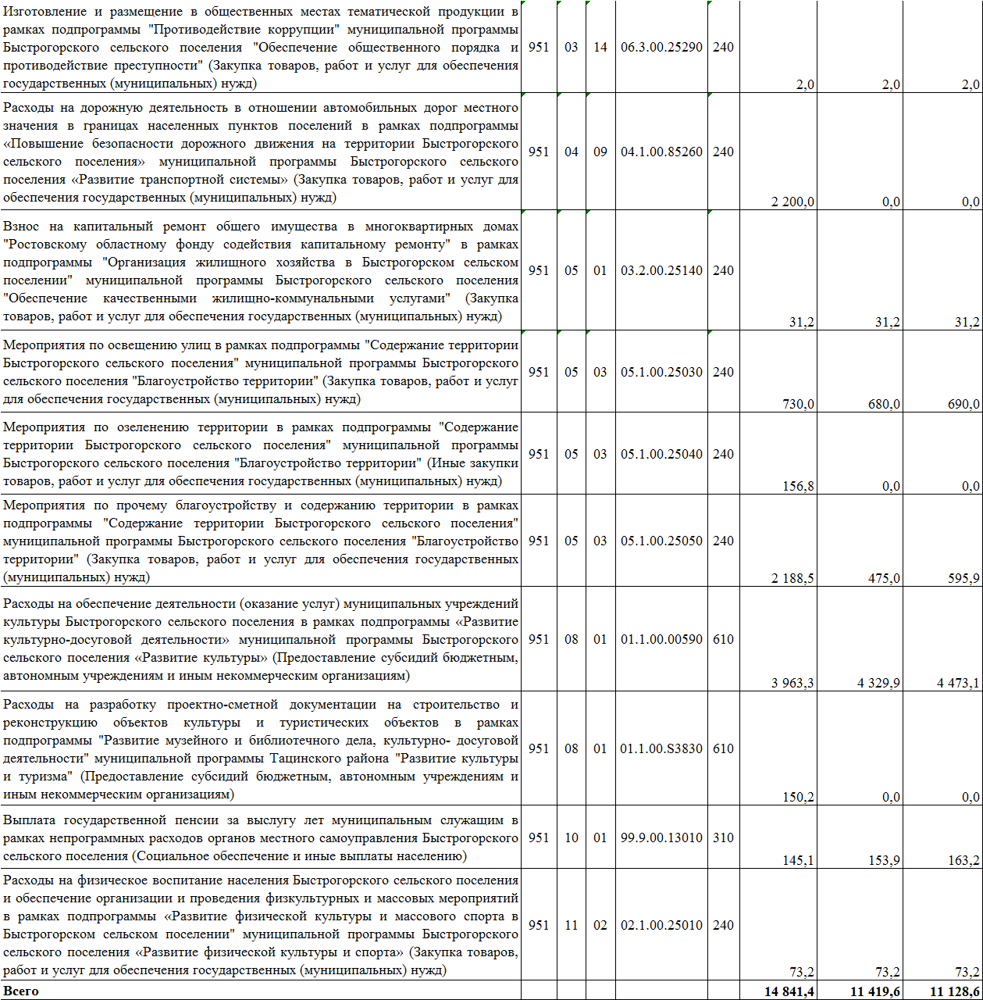 Изготовление и размещение в общественных местах тематической продукции в
рамках подпрограммы "Противодействие коррупции" муниципальной программы
Быстрогорского сельского поселения "Обеспечение общественного порядка и
противодействие преступности" (Закупка товаров, работ и услуг для обеспечения
государственных (муниципальных) нужд)
951 03 14 06.3.00.25290 240 2,0 2,0 2,0
Расходы на дорожную деятельность в отношении автомобильных дорог местного
значения в границах населенных пунктов поселений в рамках подпрограммы
«Повышение безопасности дорожного движения на территории Быстрогорского
сельского поселения» муниципальной программы Быстрогорского сельского
поселения «Развитие транспортной системы» (Закупка товаров, работ и услуг для
обеспечения государственных (муниципальных) нужд)
951 04 09 04.1.00.85260 240 2 200,0 0,0 0,0
Взнос на капитальный ремонт общего имущества в многоквартирных домах
"Ростовскому областному фонду содействия капитальному ремонту" в рамках
подпрограммы "Организация жилищного хозяйства в Быстрогорском сельском
поселении" муниципальной программы Быстрогорского сельского поселения
"Обеспечение качественными жилищно-коммунальными услугами" (Закупка
товаров, работ и услуг для обеспечения государственных (муниципальных) нужд)
951 05 01 03.2.00.25140 240 31,2 31,2 31,2
Мероприятия по освещению улиц в рамках подпрограммы "Содержание территории
Быстрогорского сельского поселения" муниципальной программы Быстрогорского
сельского поселения "Благоустройство территории" (Закупка товаров, работ и услуг
для обеспечения государственных (муниципальных) нужд)
951 05 03 05.1.00.25030 240 730,0 680,0 690,0
Мероприятия по озеленению территории в рамках подпрограммы "Содержание
территории Быстрогорского сельского поселения" муниципальной программы
Быстрогорского сельского поселения "Благоустройство территории" (Иные закупки
товаров, работ и услуг для обеспечения государственных (муниципальных) нужд)
951 05 03 05.1.00.25040 240 156,8 0,0 0,0
Мероприятия по прочему благоустройству и содержанию территории в рамках
подпрограммы "Содержание территории Быстрогорского сельского поселения"
муниципальной программы Быстрогорского сельского поселения "Благоустройство
территории" (Закупка товаров, работ и услуг для обеспечения государственных
(муниципальных) нужд)
951 05 03 05.1.00.25050 240 2 188,5 475,0 595,9
Расходы на обеспечение деятельности (оказание услуг) муниципальных учреждений
культуры Быстрогорского сельского поселения в рамках подпрограммы «Развитие
культурно-досуговой деятельности» муниципальной программы Быстрогорского
сельского поселения «Развитие культуры» (Предоставление субсидий бюджетным,
автономным учреждениям и иным некоммерческим организациям)
951 08 01 01.1.00.00590 610 3 963,3 4 329,9 4 473,1
Расходы на разработку проектно-сметной документации на строительство и
реконструкцию объектов культуры и туристических объектов в рамках
подпрограммы "Развитие музейного и библиотечного дела, культурно- досуговой
деятельности" муниципальной программы Тацинского района "Развитие культуры
и туризма" (Предоставление субсидий бюджетным, автономным учреждениям и
иным некоммерческим организациям)
951 08 01 01.1.00.S3830 610 150,2 0,0 0,0
Выплата государственной пенсии за выслугу лет муниципальным служащим в
рамках непрограммных расходов органов местного самоуправления Быстрогорского
сельского поселения (Социальное обеспечение и иные выплаты населению)
951 10 01 99.9.00.13010 310 145,1 153,9 163,2
Расходы на физическое воспитание населения Быстрогорского сельского поселения
и обеспечение организации и проведения физкультурных и массовых мероприятий
в рамках подпрограммы «Развитие физической культуры и массового спорта в
Быстрогорском сельском поселении" муниципальной программы Быстрогорского
сельского поселения «Развитие физической культуры и спорта» (Закупка товаров,
работ и услуг для обеспечения государственных (муниципальных) нужд)
951 11 02 02.1.00.25010 240 73,2 73,2 73,2
Всего 14 841,4 11 419,6 11 128,6